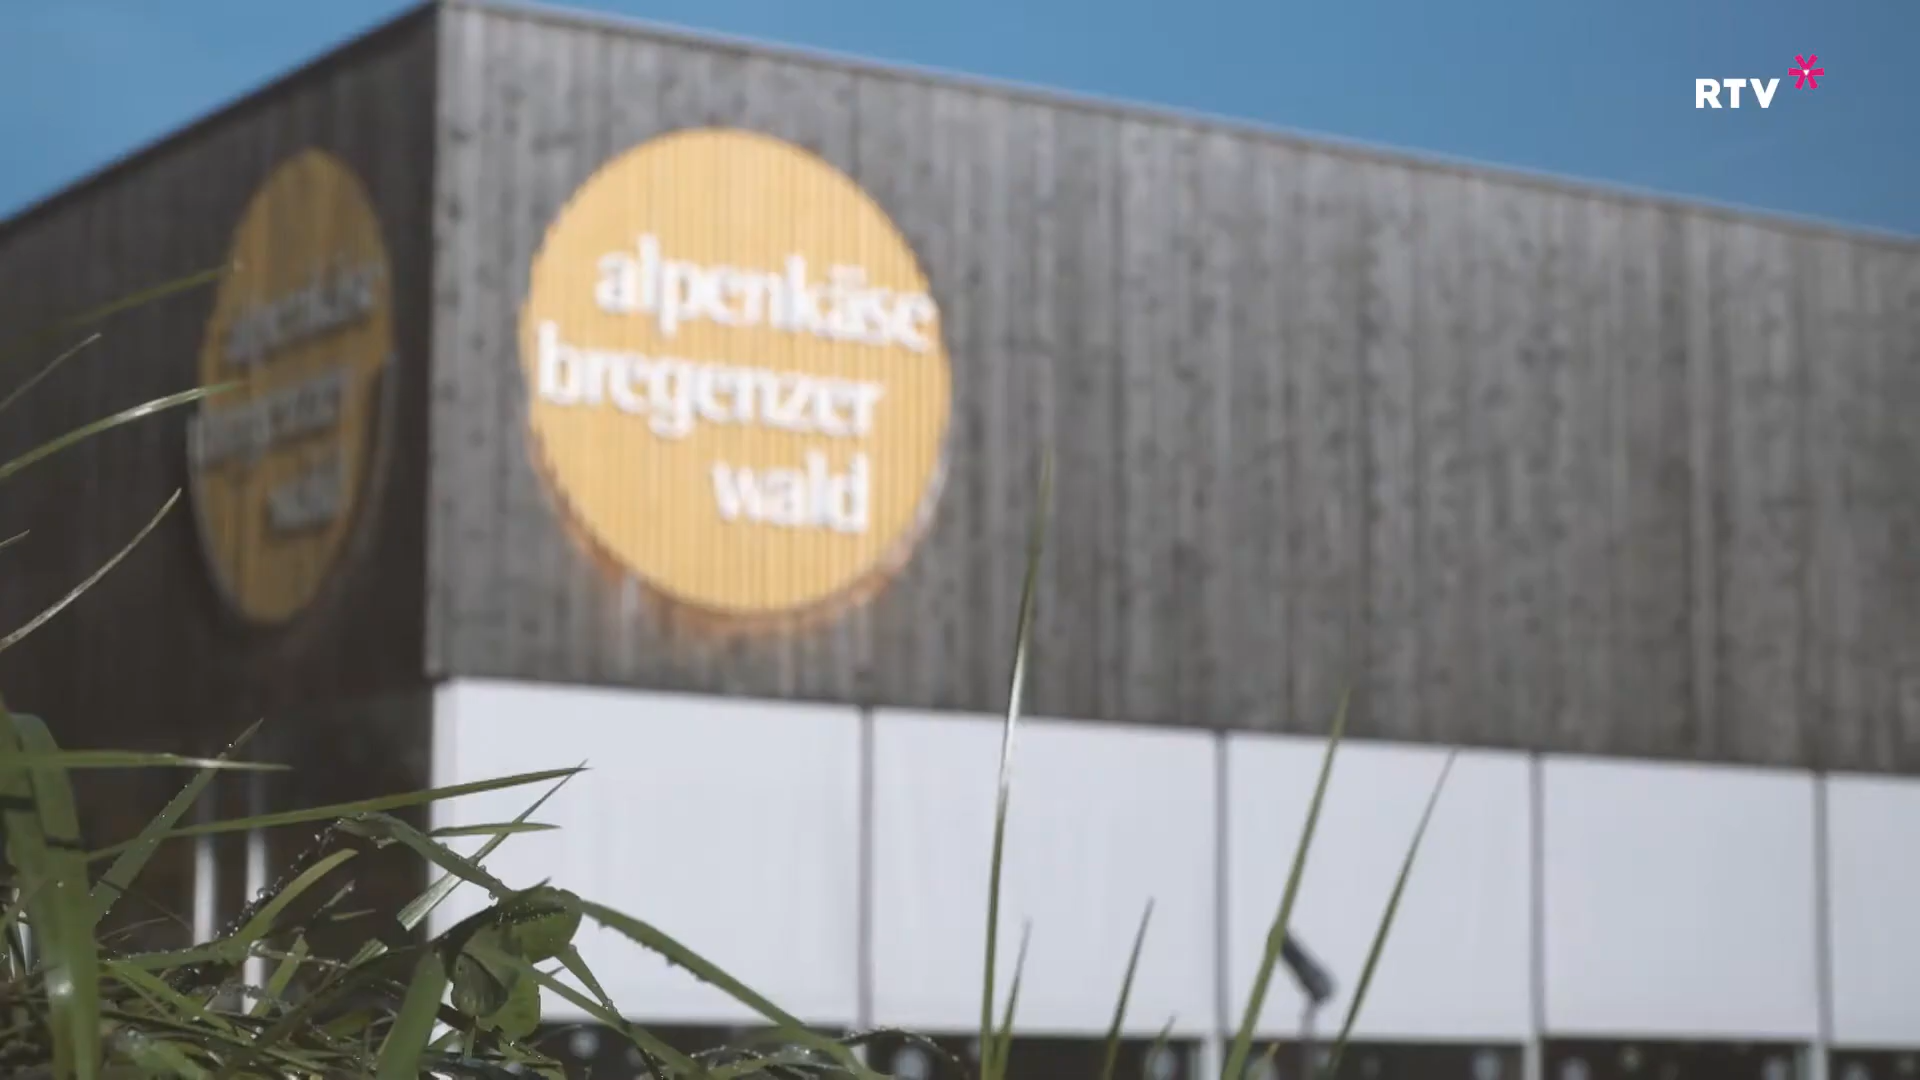 RTV
alpenkäse
bregenzer
wald
alpenkäse
bregenzer
wald